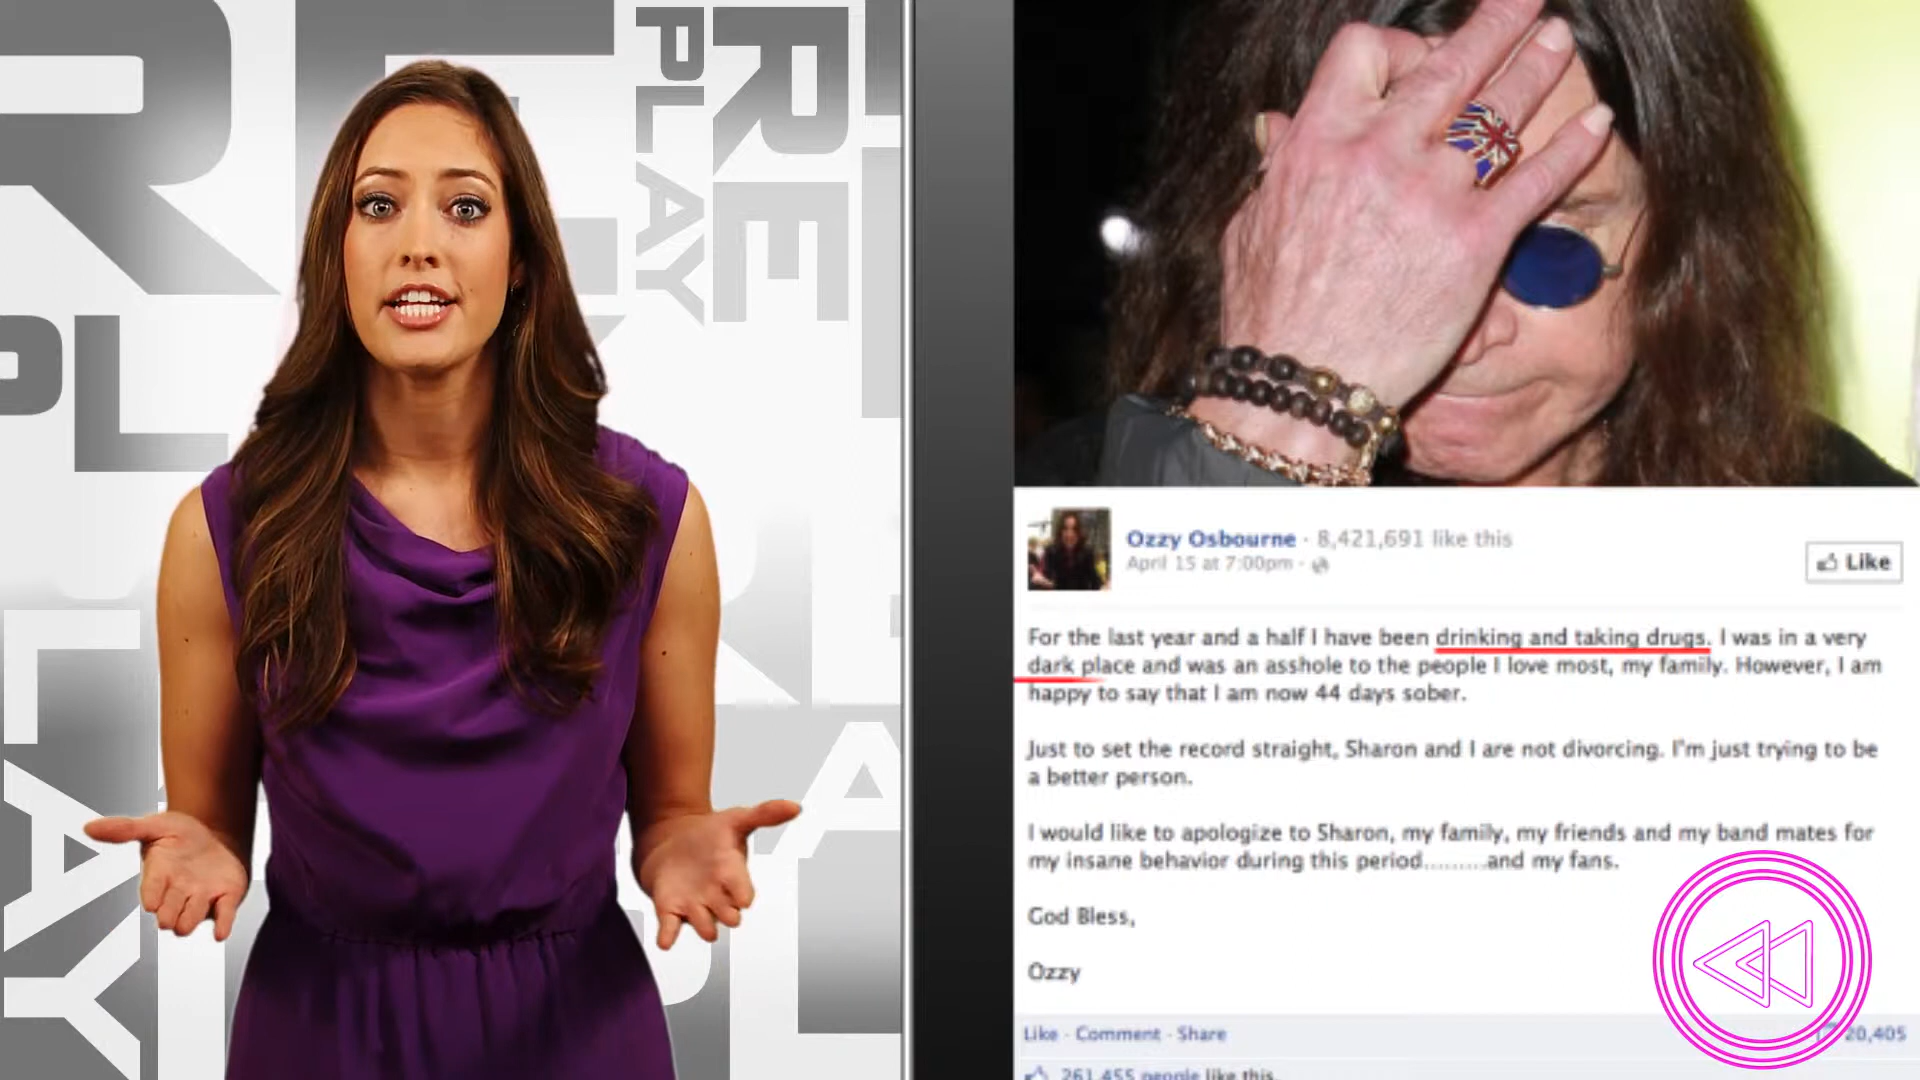 RE
PLAY
RE
PLAY
PL
PLAY
Ozzy Osbourne · 8,421,691 like this
April 15 at 7:00pm ·
Like
For the last year and a half I have been drinking and taking drugs. I was in a very
dark place and was an asshole to the people I love most, my family. However, I am
happy to say that I am now 44 days sober.
Just to set the record straight, Sharon and I are not divorcing. I'm just trying to be
a better person.
I would like to apologize to Sharon, my family, my friends and my band mates for
my insane behavior during this period.........and my fans.
God Bless,
Ozzy
Like · Comment · Share
20,405
261,455 people like this.